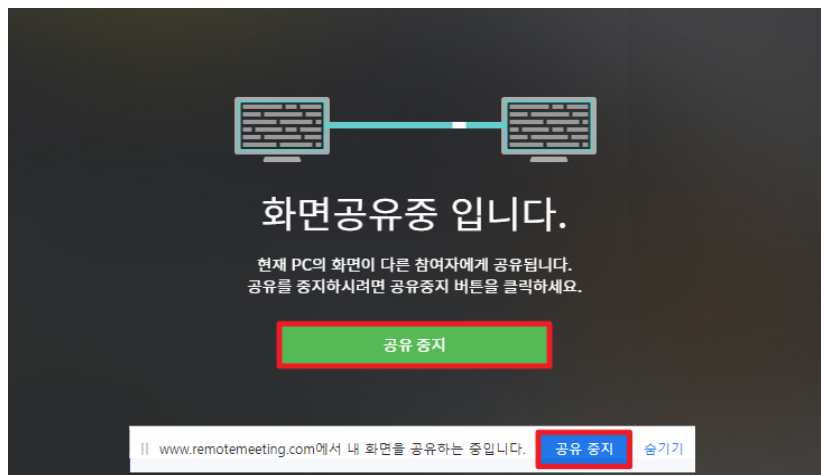 화면공유중 입니다.
현재 PC의 화면이 다른 참여자에게 공유됩니다.
공유를 중지하시려면 공유중지 버튼을 클릭하세요.
공유 중지
www.remotemeeting.com에서 내 화면을 공유하는 중입니다. 공유 중지 숨기기